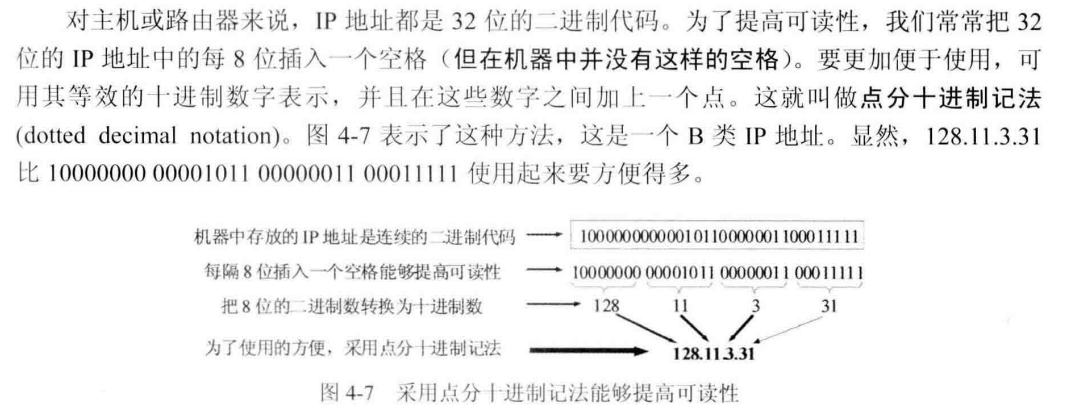 对主机或路由器来说，IP 地址都是 32 位的二进制代码。为了提高可读性，我们常常把 32
位的 IP 地址中的每 8 位插入一个空格（但在机器中并没有这样的空格）。要更加便于使用，可
用其等效的十进制数字表示，并且在这些数字之间加上一个点。这就叫做点分十进制记法
(dotted decimal notation)。图 4-7 表示了这种方法，这是一个 B 类 IP 地址。显然，128.11.3.31
比 10000000 00001011 00000011 00011111 使用起来要方便得多。
机器中存放的 IP 地址是连续的二进制代码 10000000000010110000001100011111
每隔 8 位插入一个空格能够提高可读性 10000000 00001011 00000011 00011111
把 8 位的二进制数转换为十进制数 128 11 3 31
为了使用的方便，采用点分十进制记法 128.11.3.31
图 4-7 采用点分十进制记法能够提高可读性